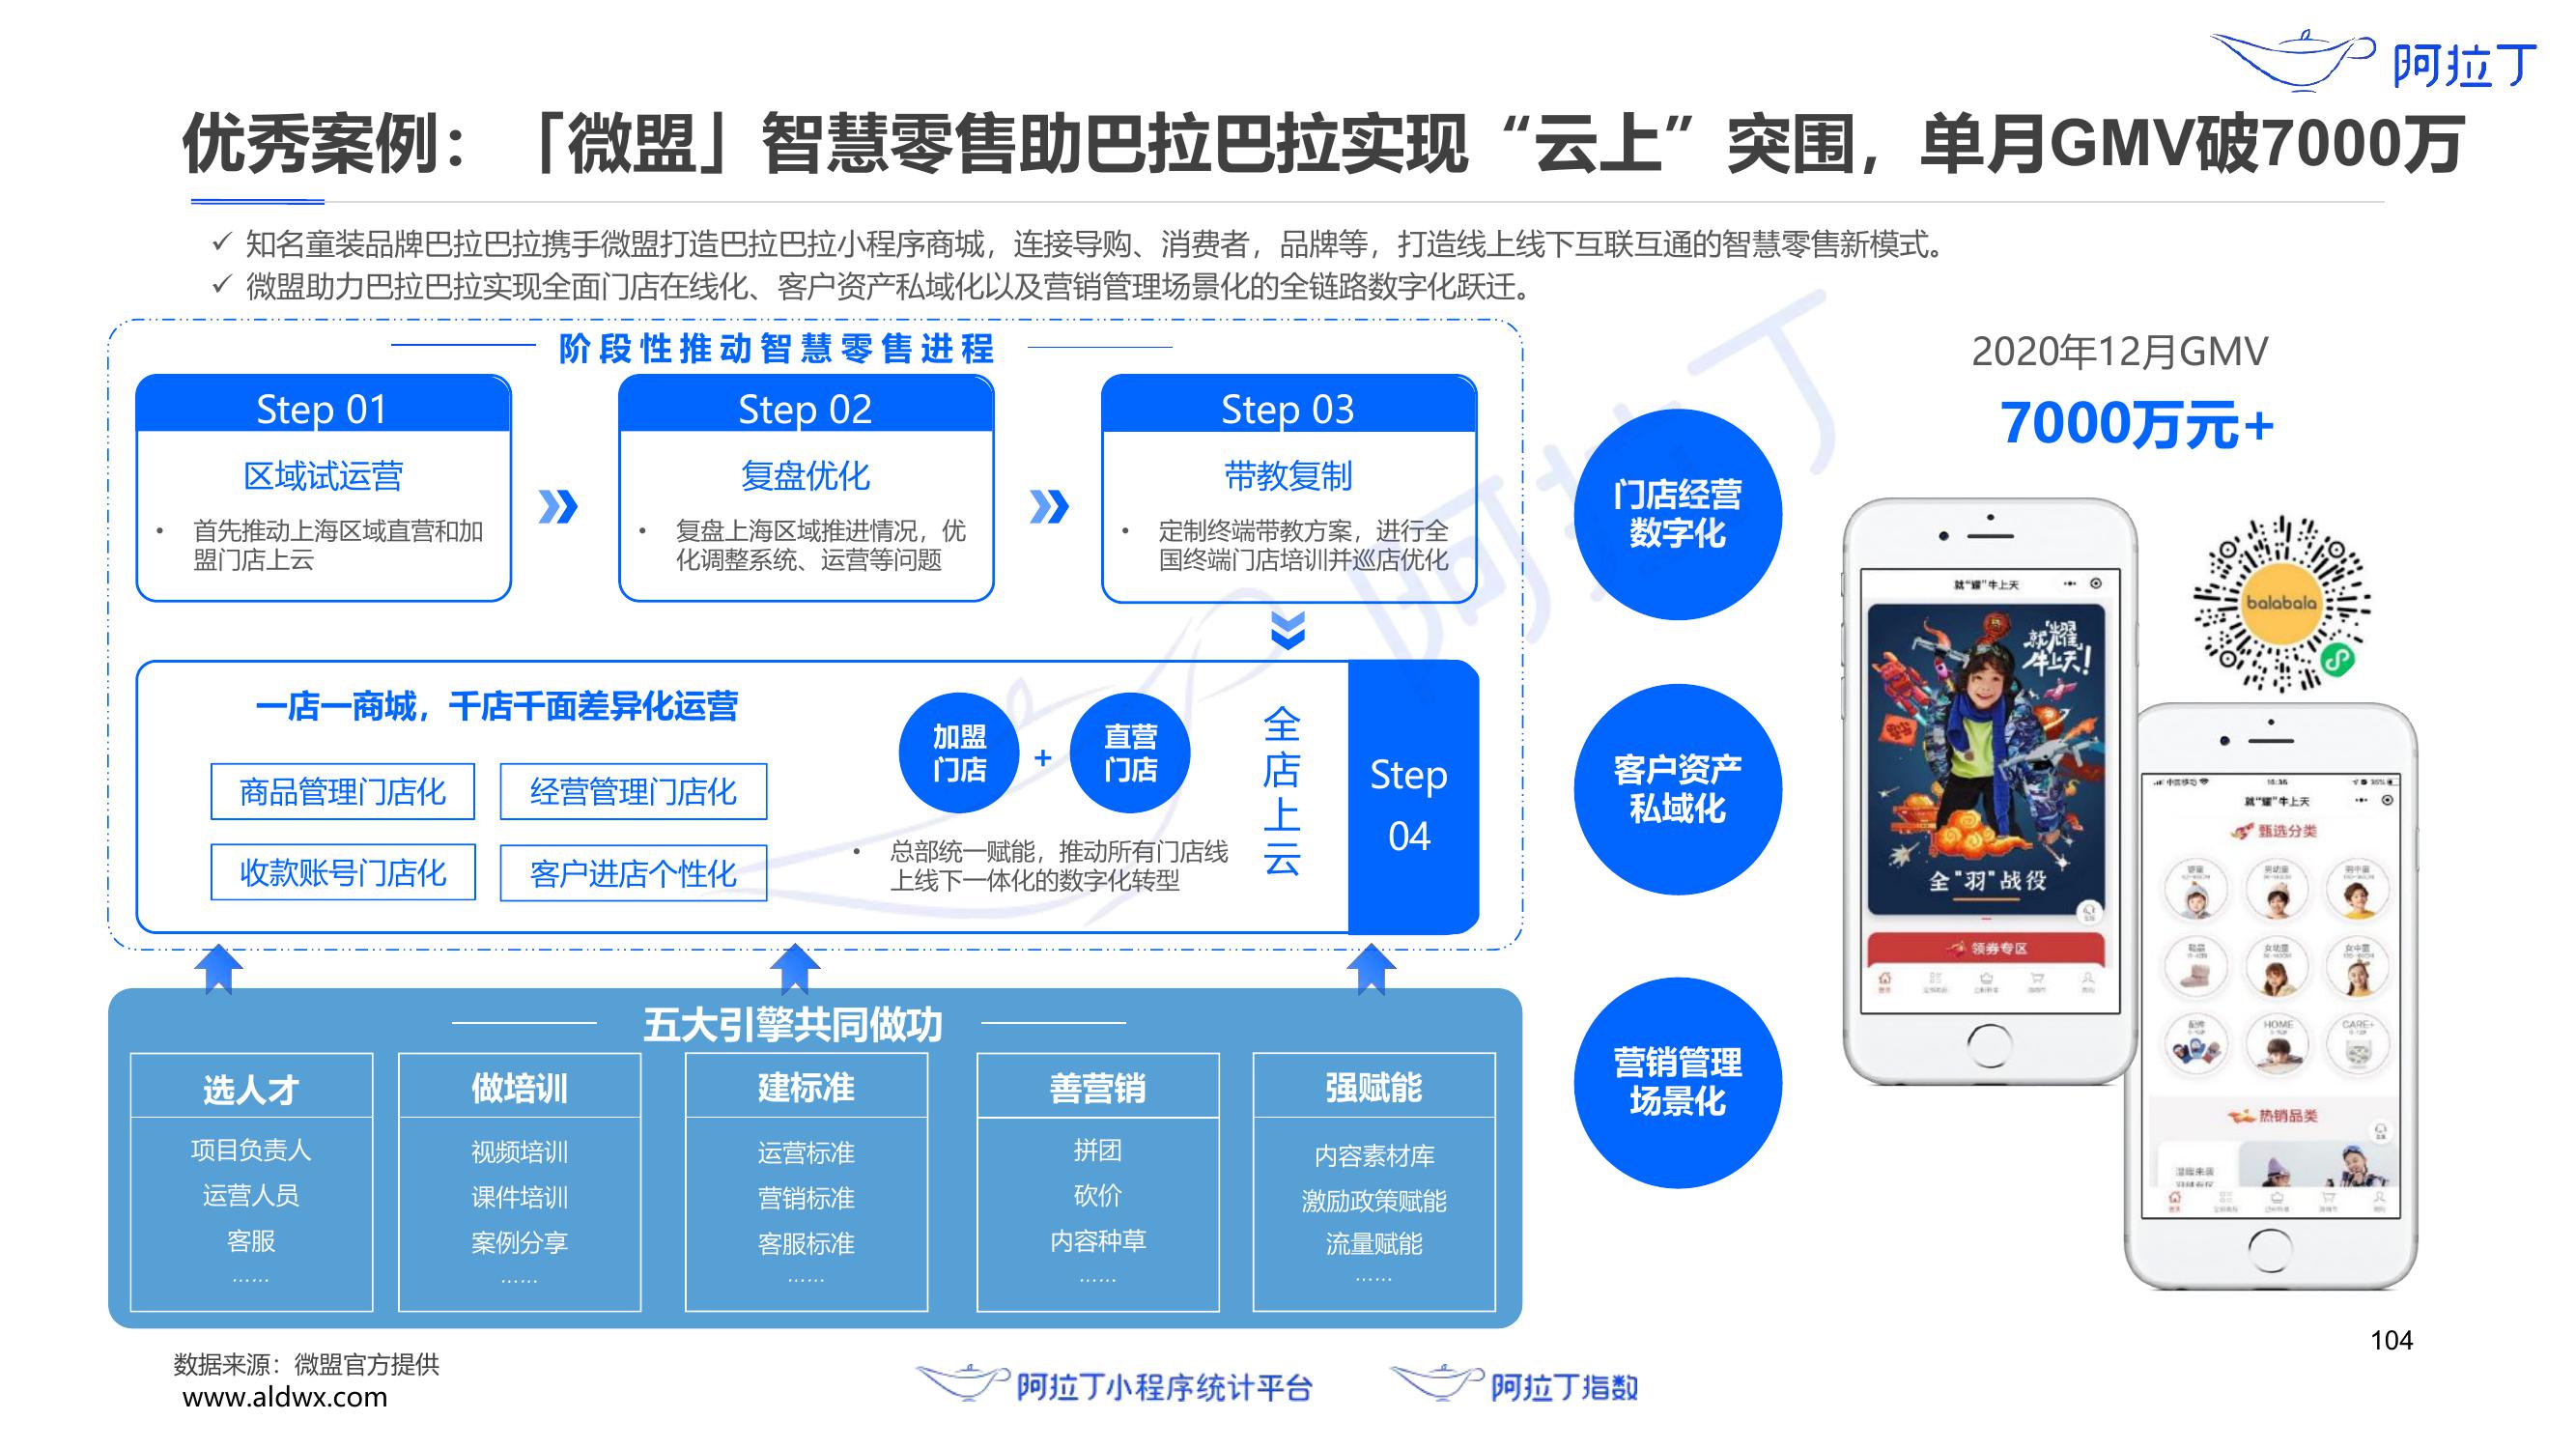 阿拉丁
优秀案例：「微盟」智慧零售助巴拉巴拉实现“云上”突围，单月GMV破7000万
✓ 知名童装品牌巴拉巴拉携手微盟打造巴拉巴拉小程序商城，连接导购、消费者，品牌等，打造线上线下互联互通的智慧零售新模式。
✓ 微盟助力巴拉巴拉实现全面门店在线化、客户资产私域化以及营销管理场景化的全链路数字化跃迁。
阶段性推动智慧零售进程
Step 01
区域试运营
• 首先推动上海区域直营和加
盟门店上云
Step 02
复盘优化
• 复盘上海区域推进情况，优
化调整系统、运营等问题
Step 03
带教复制
• 定制终端带教方案，进行全
国终端门店培训并巡店优化
一店一商城，千店千面差异化运营
商品管理门店化
经营管理门店化
收款账号门店化
客户进店个性化
加盟
门店
+
直营
门店
• 总部统一赋能，推动所有门店线
上线下一体化的数字化转型
全店上云
Step
04
五大引擎共同做功
选人才
项目负责人
运营人员
客服
……
做培训
视频培训
课件培训
案例分享
……
建标准
运营标准
营销标准
客服标准
……
善营销
拼团
砍价
内容种草
……
强赋能
内容素材库
激励政策赋能
流量赋能
……
门店经营
数字化
客户资产
私域化
营销管理
场景化
2020年12月GMV
7000万元+
就“耀”牛上天
就“耀”
牛上天!
全“羽”战役
领券专区
balabala
中国移动
就“耀”牛上天
甄选分类
男幼童
男中童
女幼童
女中童
配件
HOME
CARE+
热销品类
阿拉丁
104
数据来源：微盟官方提供
www.aldwx.com
阿拉丁小程序统计平台
阿拉丁指数